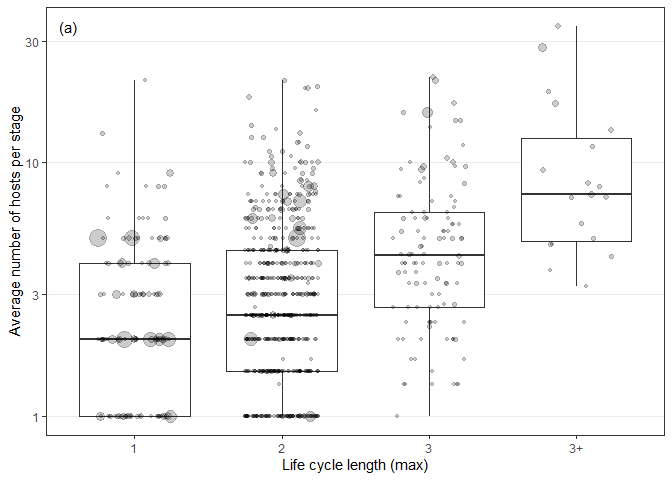 (a)
Average number of hosts per stage
30
10
3
1
1 2 3 3+
Life cycle length (max)